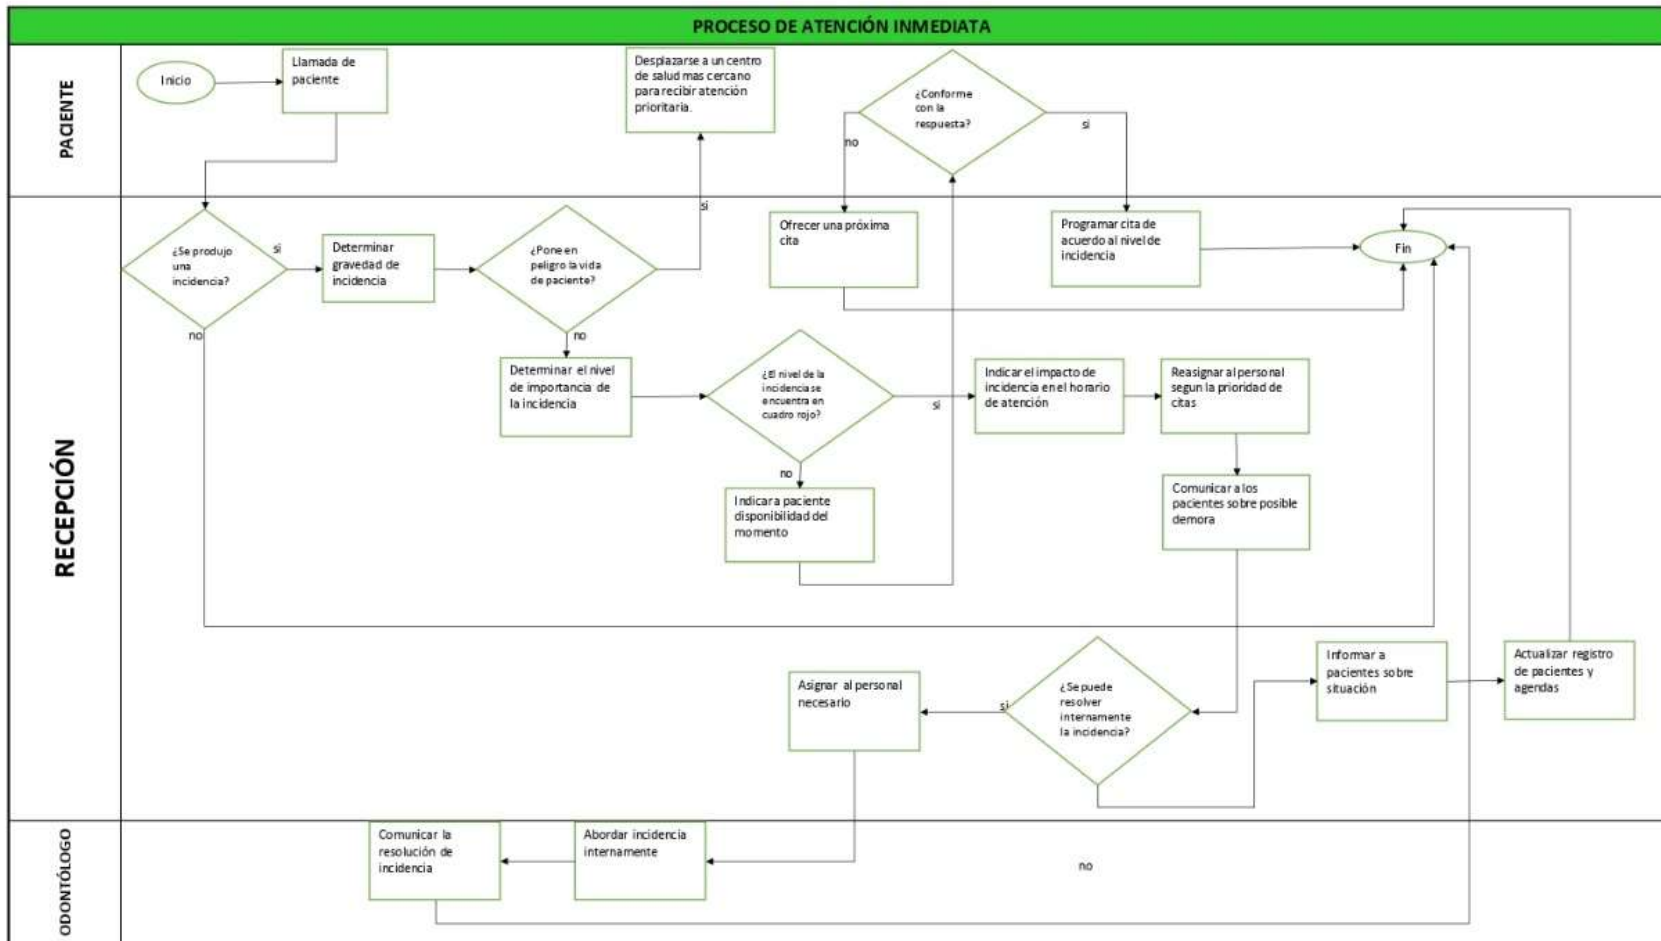 PROCESO DE ATENCIÓN INMEDIATA
PACIENTE
Inicio
Llamada de
paciente
Desplazarse a un centro
de salud mas cercano
para recibir atención
prioritaria.
¿Conforme
con la
respuesta?
no
si
RECEPCIÓN
¿Se produjo
una
incidencia?
si
no
Determinar
gravedad de
incidencia
¿Pone en
peligro la vida
de paciente?
si
no
Ofrecer una próxima
cita
Programar cita de
acuerdo al nivel de
incidencia
Fin
Determinar el nivel
de importancia de
la incidencia
¿El nivel de la
incidencia se
encuentra en
cuadro rojo?
si
no
Indicar el impacto de
incidencia en el horario
de atención
Reasignar al personal
segun la prioridad de
citas
Indicar a paciente
disponibilidad del
momento
Comunicar a los
pacientes sobre posible
demora
Asignar al personal
necesario
si
¿Se puede
resolver
internamente
la incidencia?
Informar a
pacientes sobre
situación
Actualizar registro
de pacientes y
agendas
ODONTÓLOGO
Comunicar la
resolución de
incidencia
Abordar incidencia
internamente
no